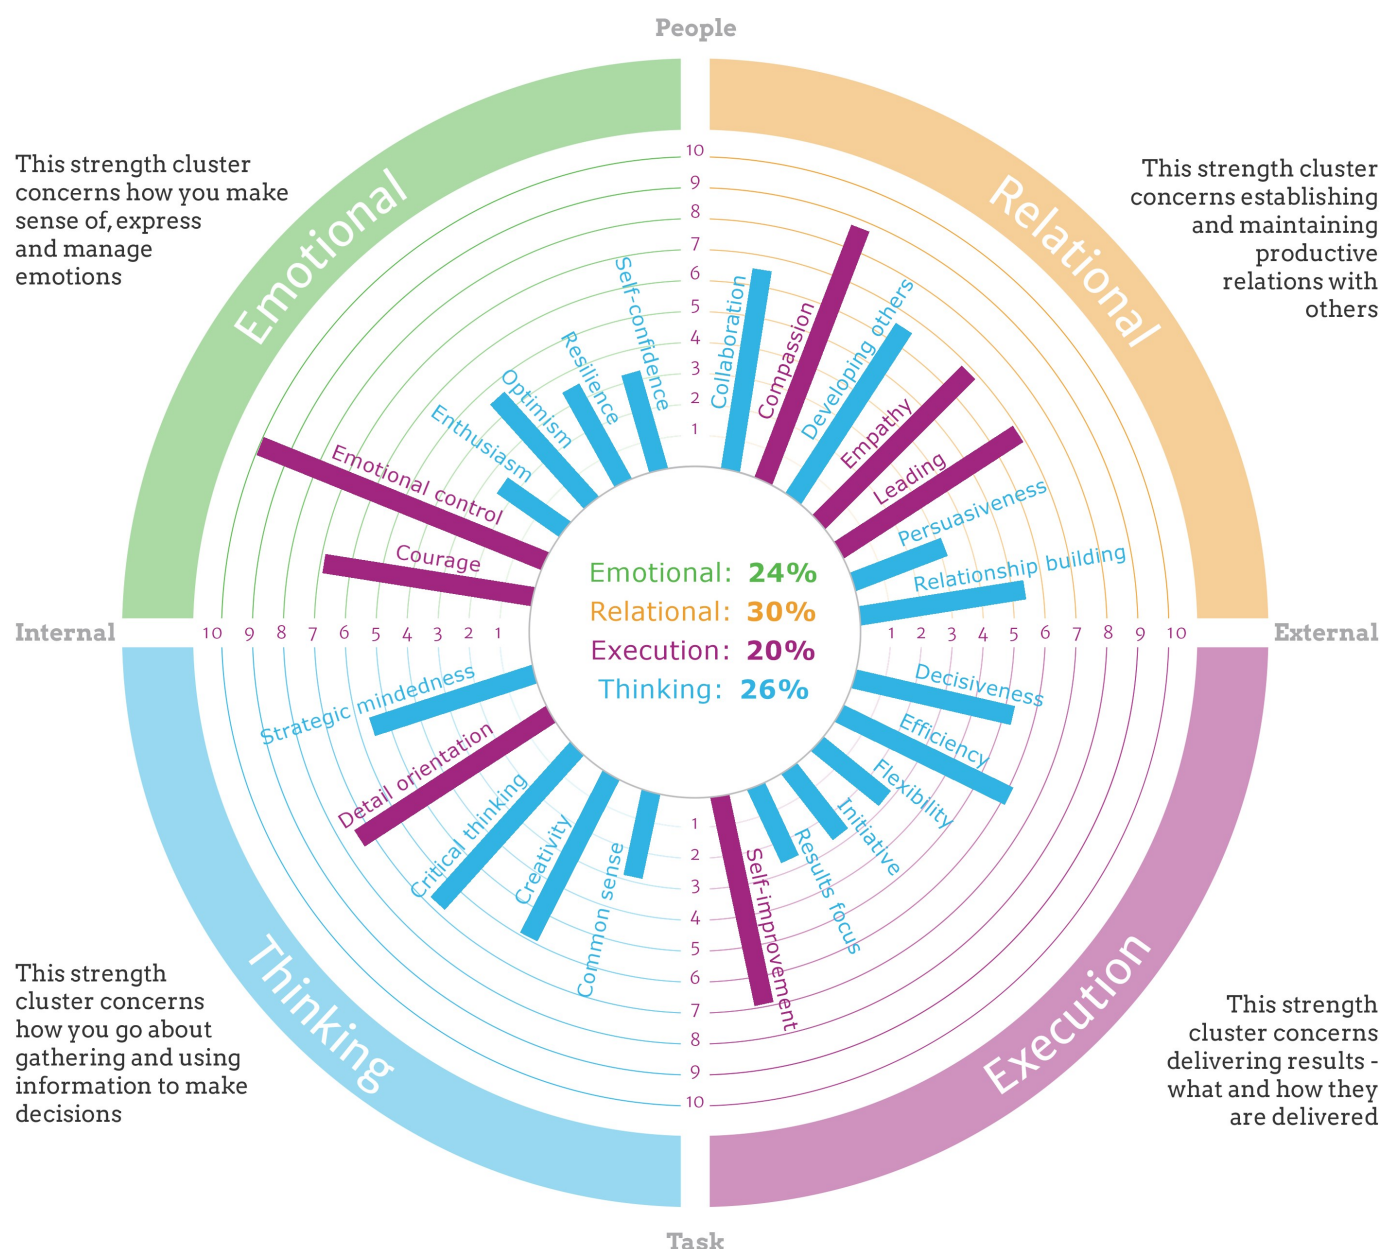 People
This strength cluster
concerns how you make
sense of, express
and manage
emotions
This strength cluster
concerns establishing
and maintaining
productive
relations with
others
Emotional
Relational
10
9
8
7
6
5
4
3
2
1
Self-confidence
Resilience
Optimism
Enthusiasm
Emotional control
Courage
Collaboration
Compassion
Developing others
Empathy
Leading
Persuasiveness
Relationship building
Emotional: 24%
Relational: 30%
Execution: 20%
Thinking: 26%
Internal
10 9 8 7 6 5 4 3 2 1
1 2 3 4 5 6 7 8 9 10
External
Strategic mindedness
Detail orientation
Critical thinking
Creativity
Common sense
Decisiveness
Efficiency
Flexibility
Initiative
Results focus
Self-improvement
1
2
3
4
5
6
7
8
9
10
Thinking
Execution
This strength
cluster concerns
how you go about
gathering and using
information to make
decisions
This strength
cluster concerns
delivering results -
what and how they
are delivered
Task